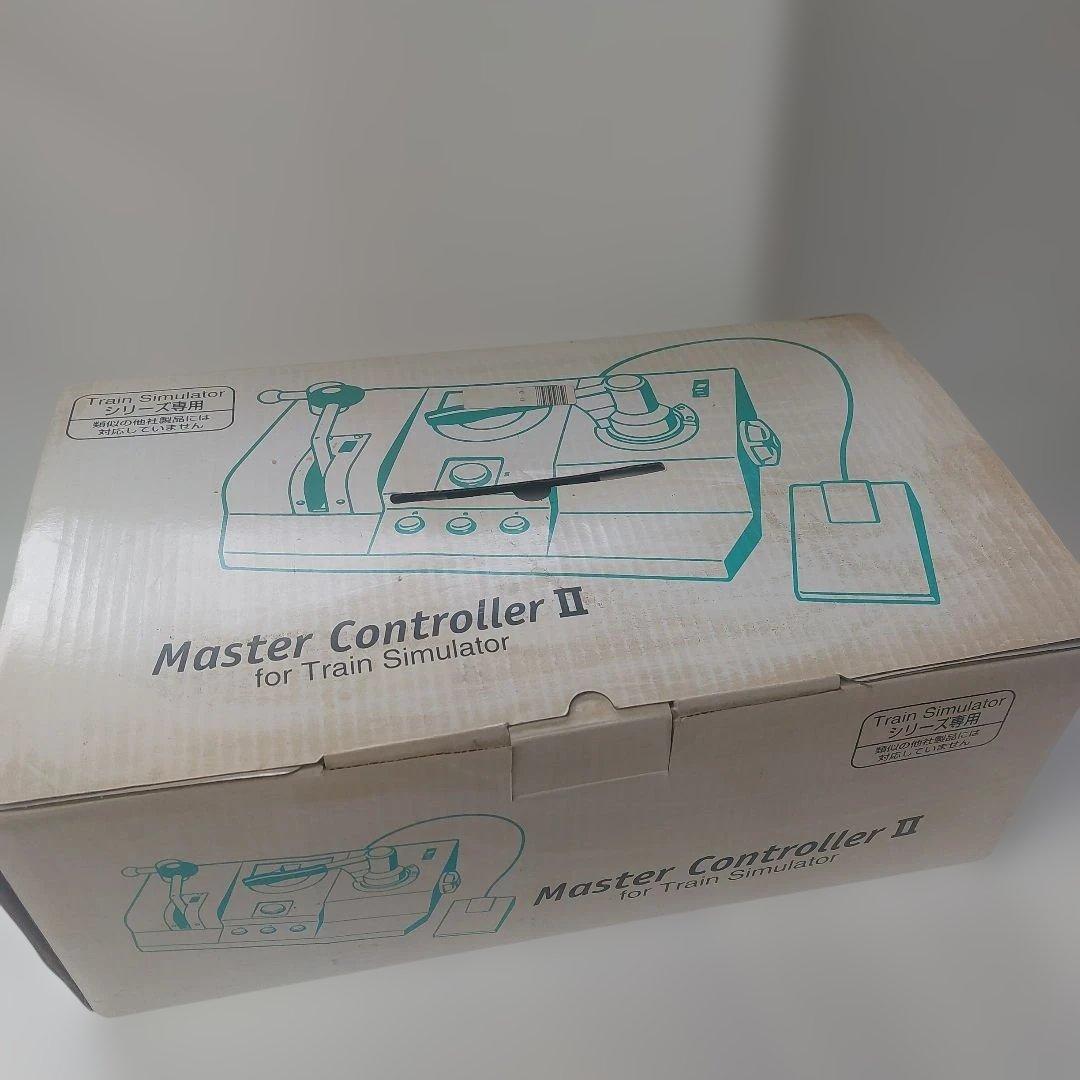 Train Simulator
シリーズ専用
類似の他社製品には
対応していません
Master Controller II
for Train Simulator
Train Simulator
シリーズ専用
類似の他社製品には
対応していません
Master Controller II
for Train Simulator